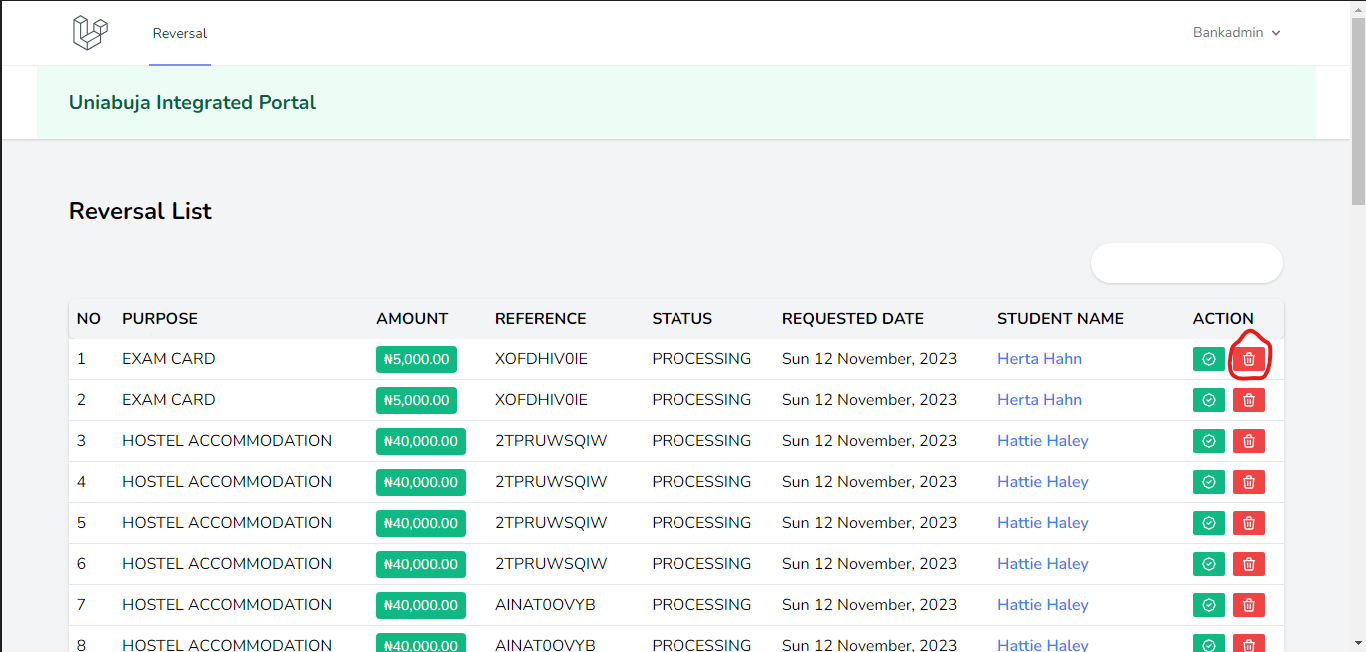 Reversal
Bankadmin
Uniabuja Integrated Portal
Reversal List
NO PURPOSE AMOUNT REFERENCE STATUS REQUESTED DATE STUDENT NAME ACTION
1 EXAM CARD ₦5,000.00 XOFDHIV0IE PROCESSING Sun 12 November, 2023 Herta Hahn
2 EXAM CARD ₦5,000.00 XOFDHIV0IE PROCESSING Sun 12 November, 2023 Herta Hahn
3 HOSTEL ACCOMMODATION ₦40,000.00 2TPRUWSQIW PROCESSING Sun 12 November, 2023 Hattie Haley
4 HOSTEL ACCOMMODATION ₦40,000.00 2TPRUWSQIW PROCESSING Sun 12 November, 2023 Hattie Haley
5 HOSTEL ACCOMMODATION ₦40,000.00 2TPRUWSQIW PROCESSING Sun 12 November, 2023 Hattie Haley
6 HOSTEL ACCOMMODATION ₦40,000.00 2TPRUWSQIW PROCESSING Sun 12 November, 2023 Hattie Haley
7 HOSTEL ACCOMMODATION ₦40,000.00 AINAT0OVYB PROCESSING Sun 12 November, 2023 Hattie Haley
8 HOSTEL ACCOMMODATION ₦40,000.00 AINAT0OVYB PROCESSING Sun 12 November, 2023 Hattie Haley